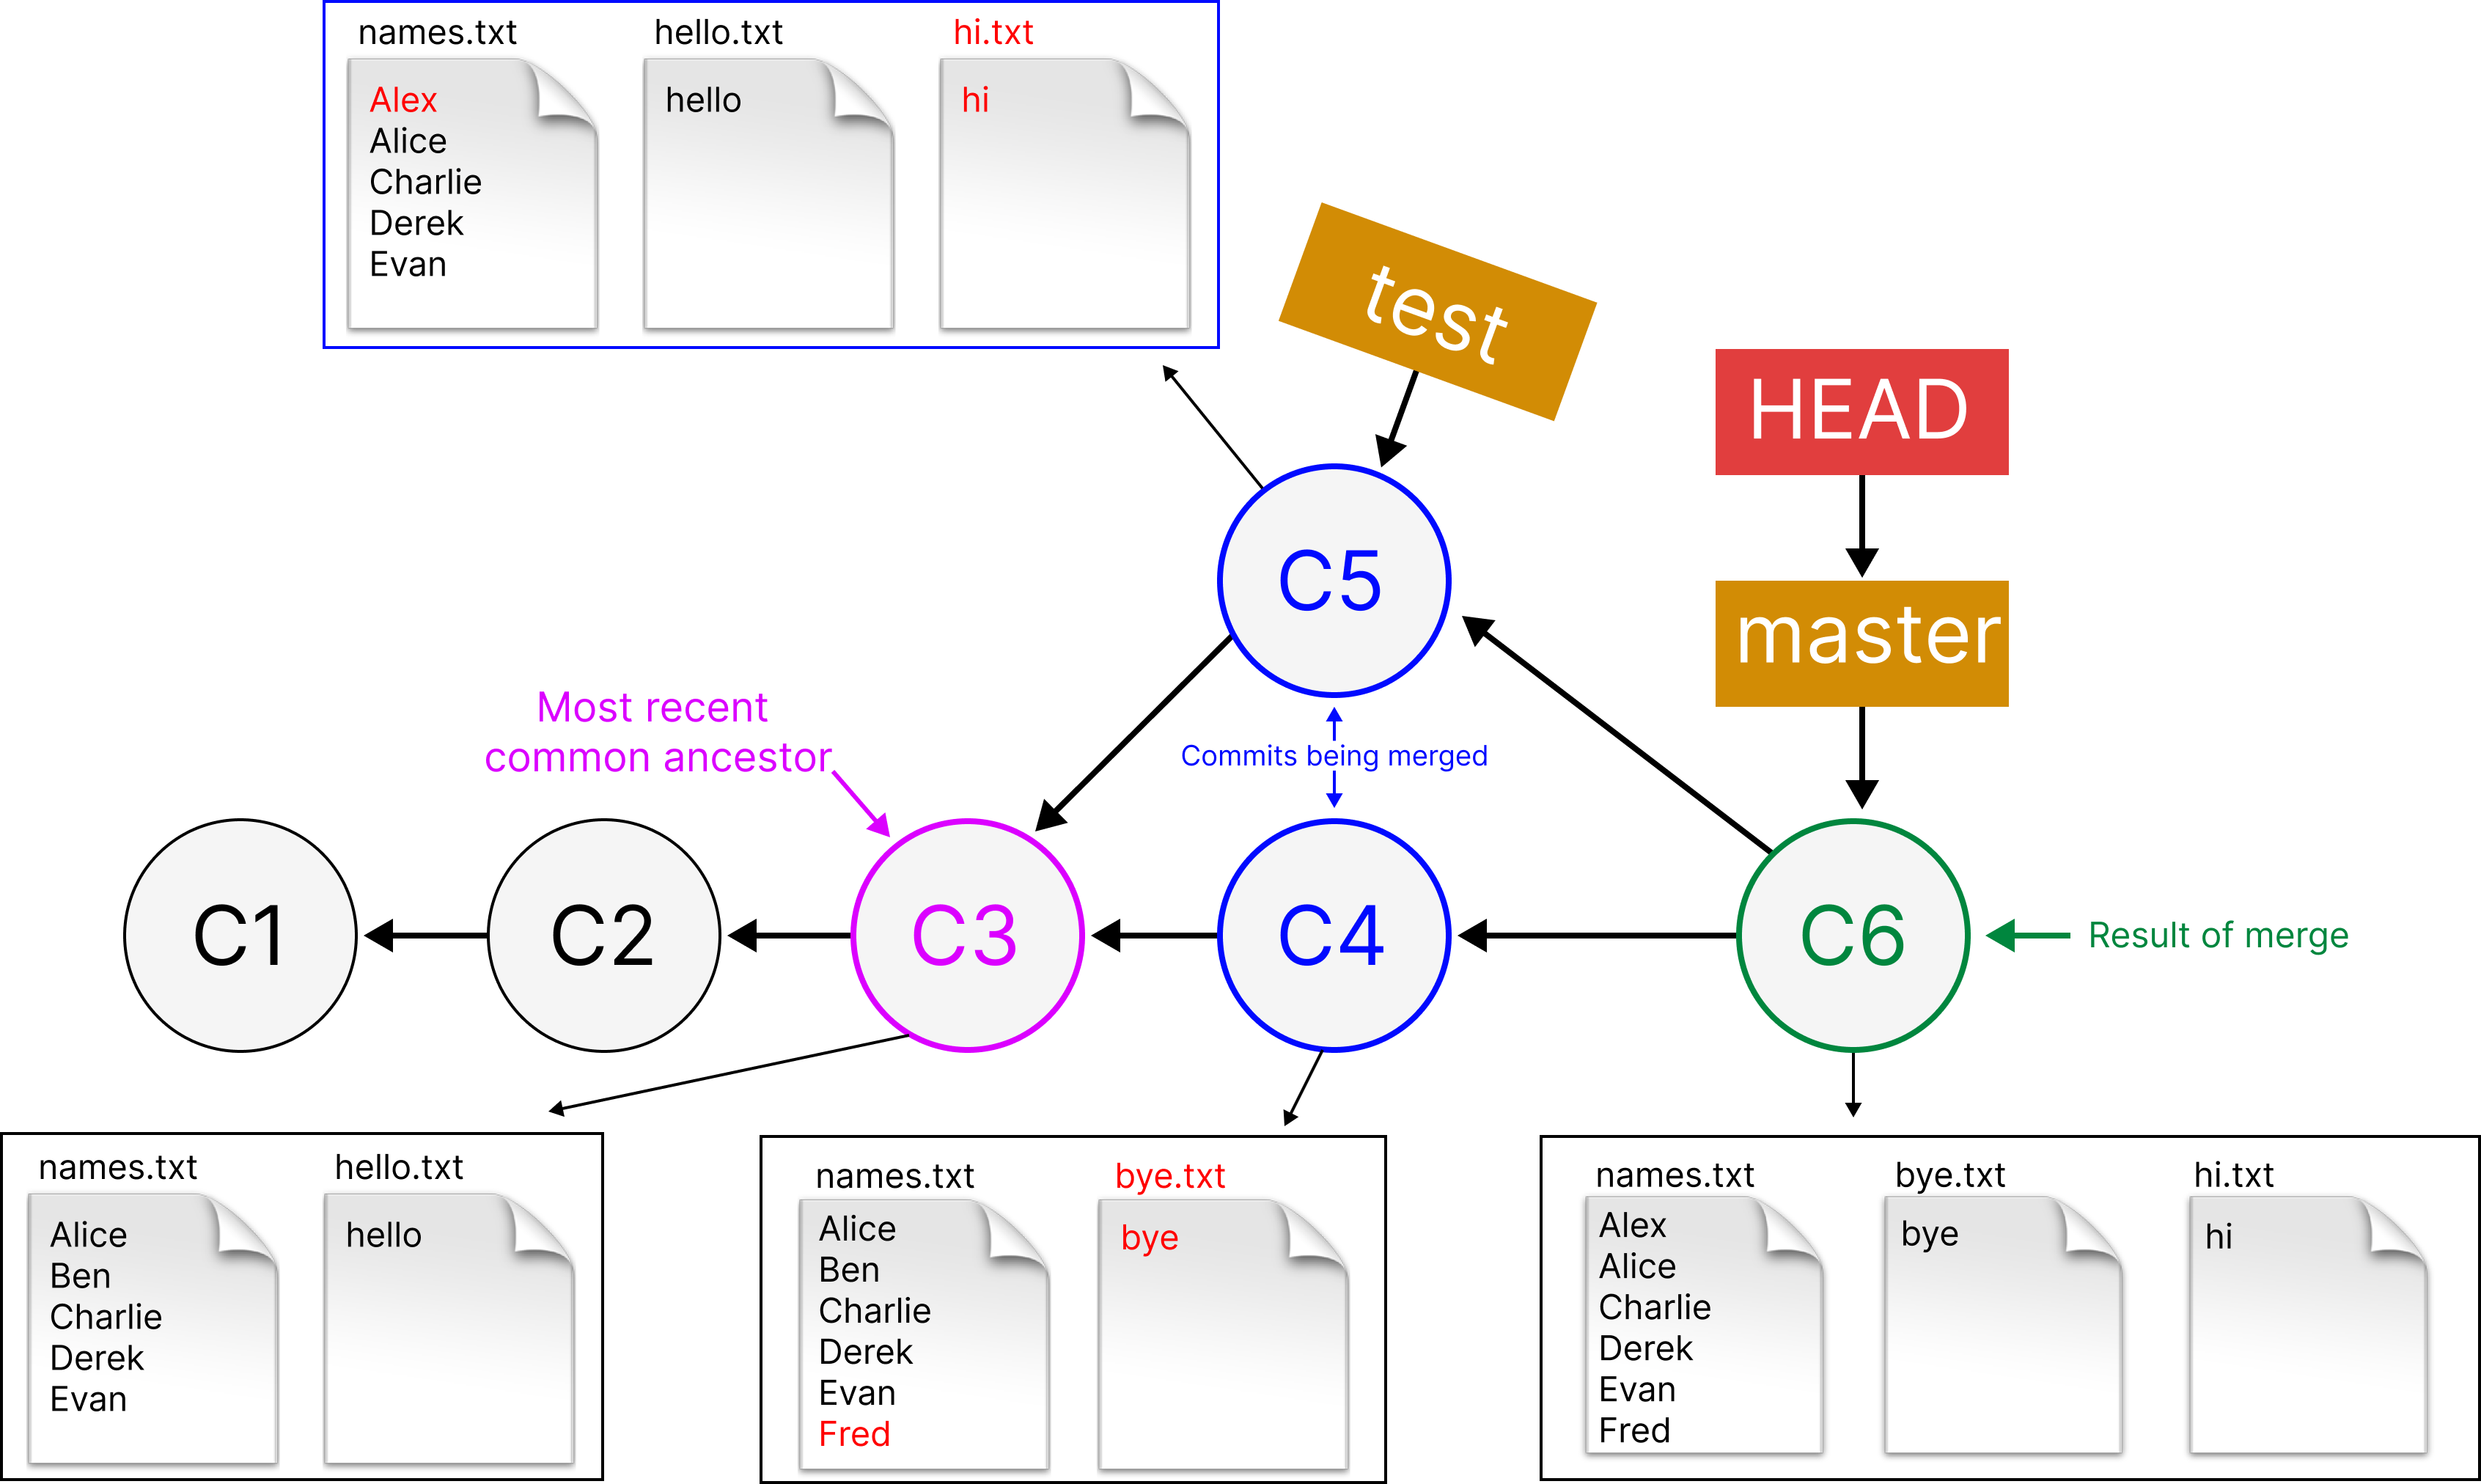 names.txt
hello.txt
hi.txt
Alex
Alice
Charlie
Derek
Evan
hello
hi
test
HEAD
master
C5
Most recent
common ancestor
Commits being merged
C1
C2
C3
C4
C6
Result of merge
names.txt
hello.txt
Alice
Ben
Charlie
Derek
Evan
hello
names.txt
bye.txt
Alice
Ben
Charlie
Derek
Evan
Fred
bye
names.txt
bye.txt
hi.txt
Alex
Alice
Charlie
Derek
Evan
Fred
bye
hi